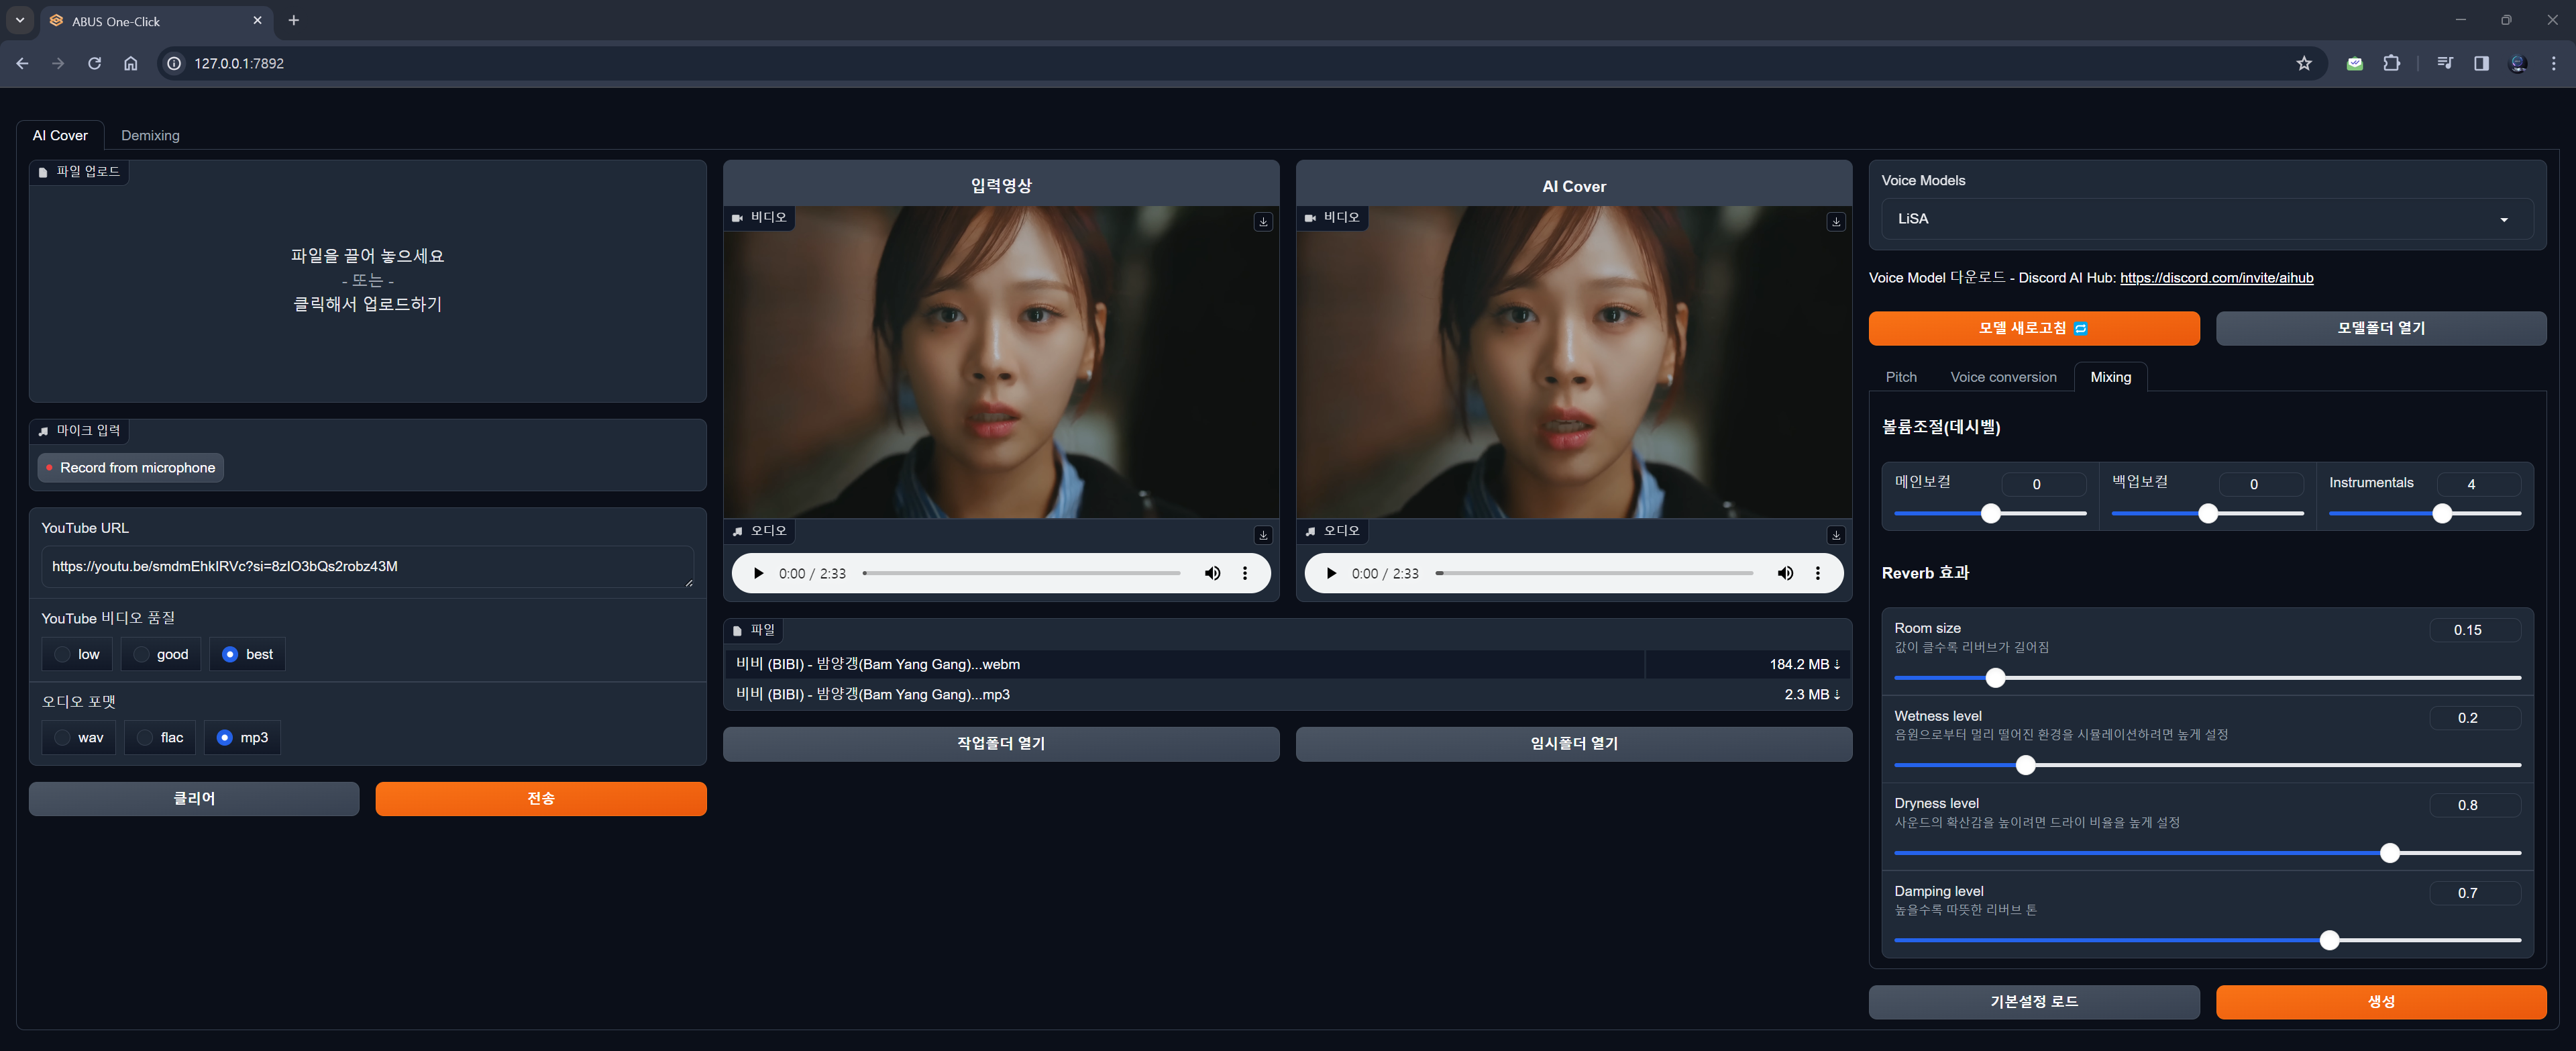 ABUS One-Click
127.0.0.1:7892
AI Cover
Demixing
파일 업로드
파일을 끌어 놓으세요
- 또는 -
클릭해서 업로드하기
마이크 입력
Record from microphone
YouTube URL
https://youtu.be/smdmEhkIRVc?si=8zIO3bQs2robz43M
YouTube 비디오 품질
low
good
best
오디오 포맷
wav
flac
mp3
클리어
전송
입력영상
비디오
오디오
0:00 / 2:33
AI Cover
비디오
오디오
0:00 / 2:33
파일
비비 (BIBI) - 밤양갱(Bam Yang Gang)...webm
184.2 MB ⇣
비비 (BIBI) - 밤양갱(Bam Yang Gang)...mp3
2.3 MB ⇣
작업폴더 열기
임시폴더 열기
Voice Models
LiSA
Voice Model 다운로드 - Discord AI Hub: https://discord.com/invite/aihub
모델 새로고침 🔁
모델폴더 열기
Pitch
Voice conversion
Mixing
볼륨조절(데시벨)
메인보컬
0
백업보컬
0
Instrumentals
4
Reverb 효과
Room size
0.15
값이 클수록 리버브가 길어짐
Wetness level
0.2
음원으로부터 멀리 떨어진 환경을 시뮬레이션하려면 높게 설정
Dryness level
0.8
사운드의 확산감을 높이려면 드라이 비율을 높게 설정
Damping level
0.7
높을수록 따뜻한 리버브 톤
기본설정 로드
생성